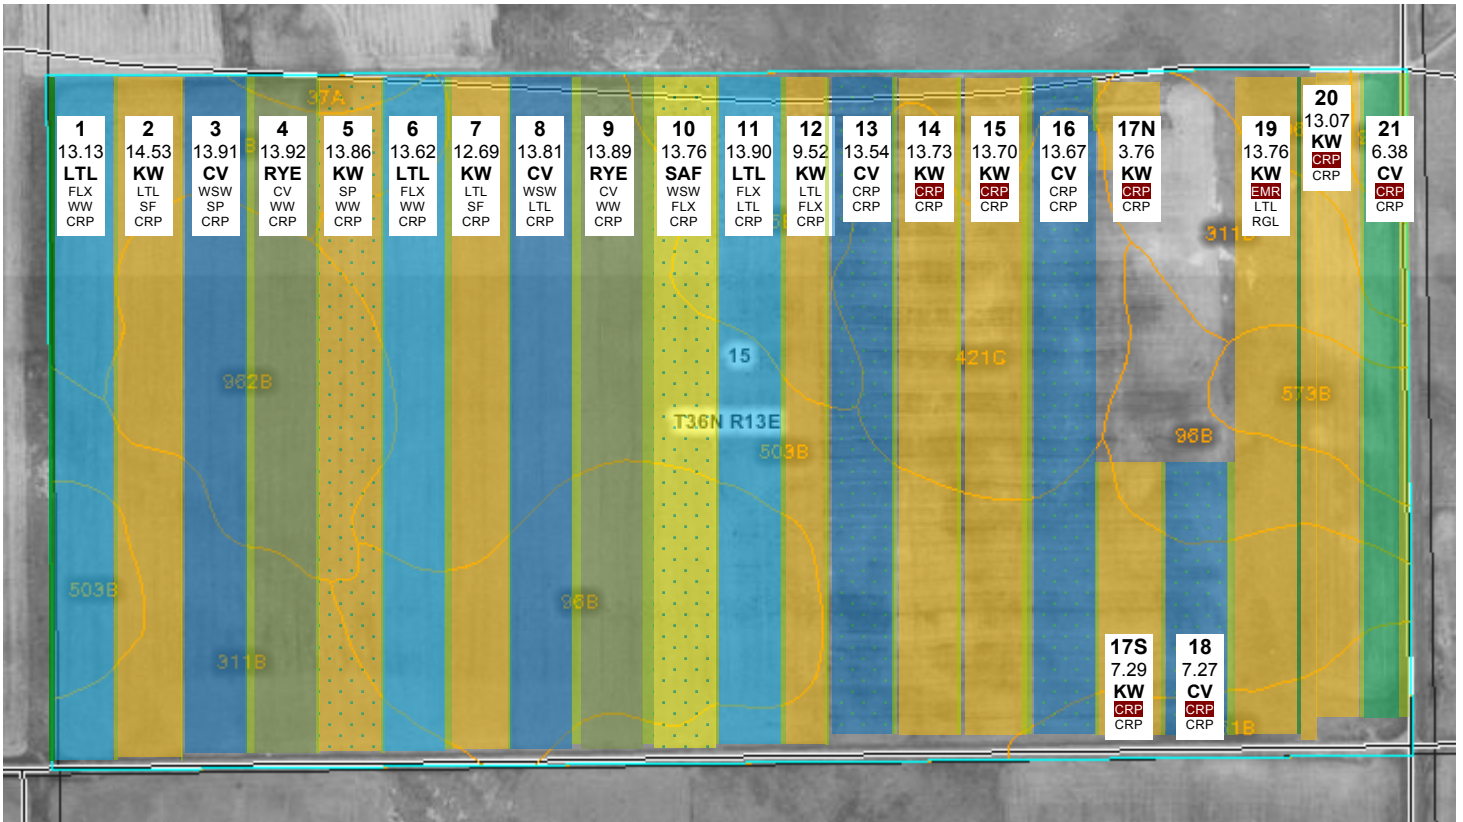 37A
1
13.13
LTL
FLX
WW
CRP
2
14.53
KW
LTL
SF
CRP
3
13.91
CV
WSW
SP
CRP
4
13.92
RYE
CV
WW
CRP
5
13.86
KW
SP
WW
CRP
6
13.62
LTL
FLX
WW
CRP
7
12.69
KW
LTL
SF
CRP
8
13.81
CV
WSW
LTL
CRP
9
13.89
RYE
CV
WW
CRP
10
13.76
SAF
WSW
FLX
CRP
11
13.90
LTL
FLX
LTL
CRP
12
9.52
KW
LTL
FLX
CRP
13
13.54
CV
CRP
CRP
14
13.73
KW
CRP
CRP
15
13.70
KW
CRP
CRP
16
13.67
CV
CRP
CRP
17N
3.76
KW
CRP
CRP
19
13.76
KW
EMR
LTL
RGL
20
13.07
KW
CRP
CRP
21
6.38
CV
CRP
CRP
311
15
421C
962B
573B
T36N R13E
96B
503B
503B
96B
311B
17S
7.29
KW
CRP
CRP
18
7.27
CV
CRP
CRP
1B